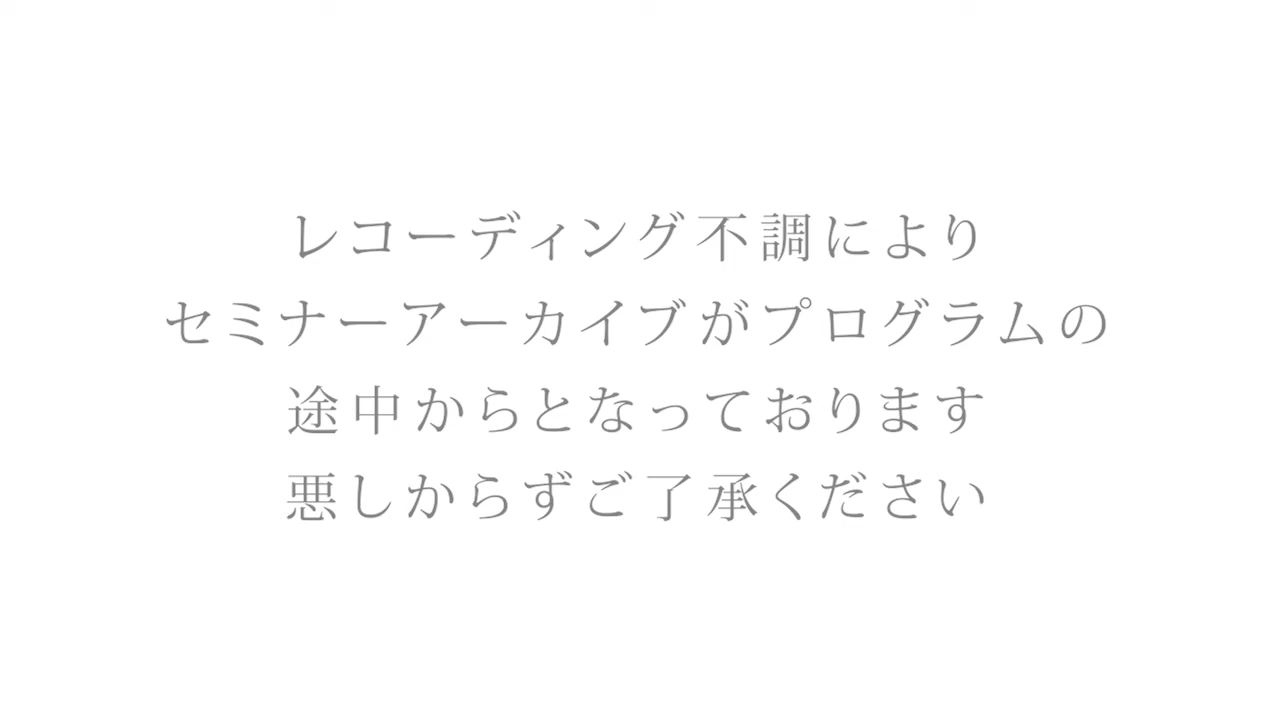 レコーディング不調により
セミナーアーカイブがプログラムの
途中からとなっております
悪しからずご了承ください